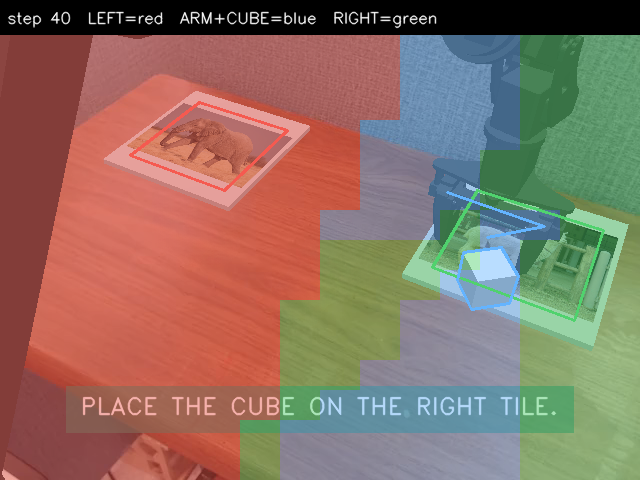 step 40 LEFT=red ARM+CUBE=blue RIGHT=green
PLACE THE CUBE ON THE RIGHT TILE.